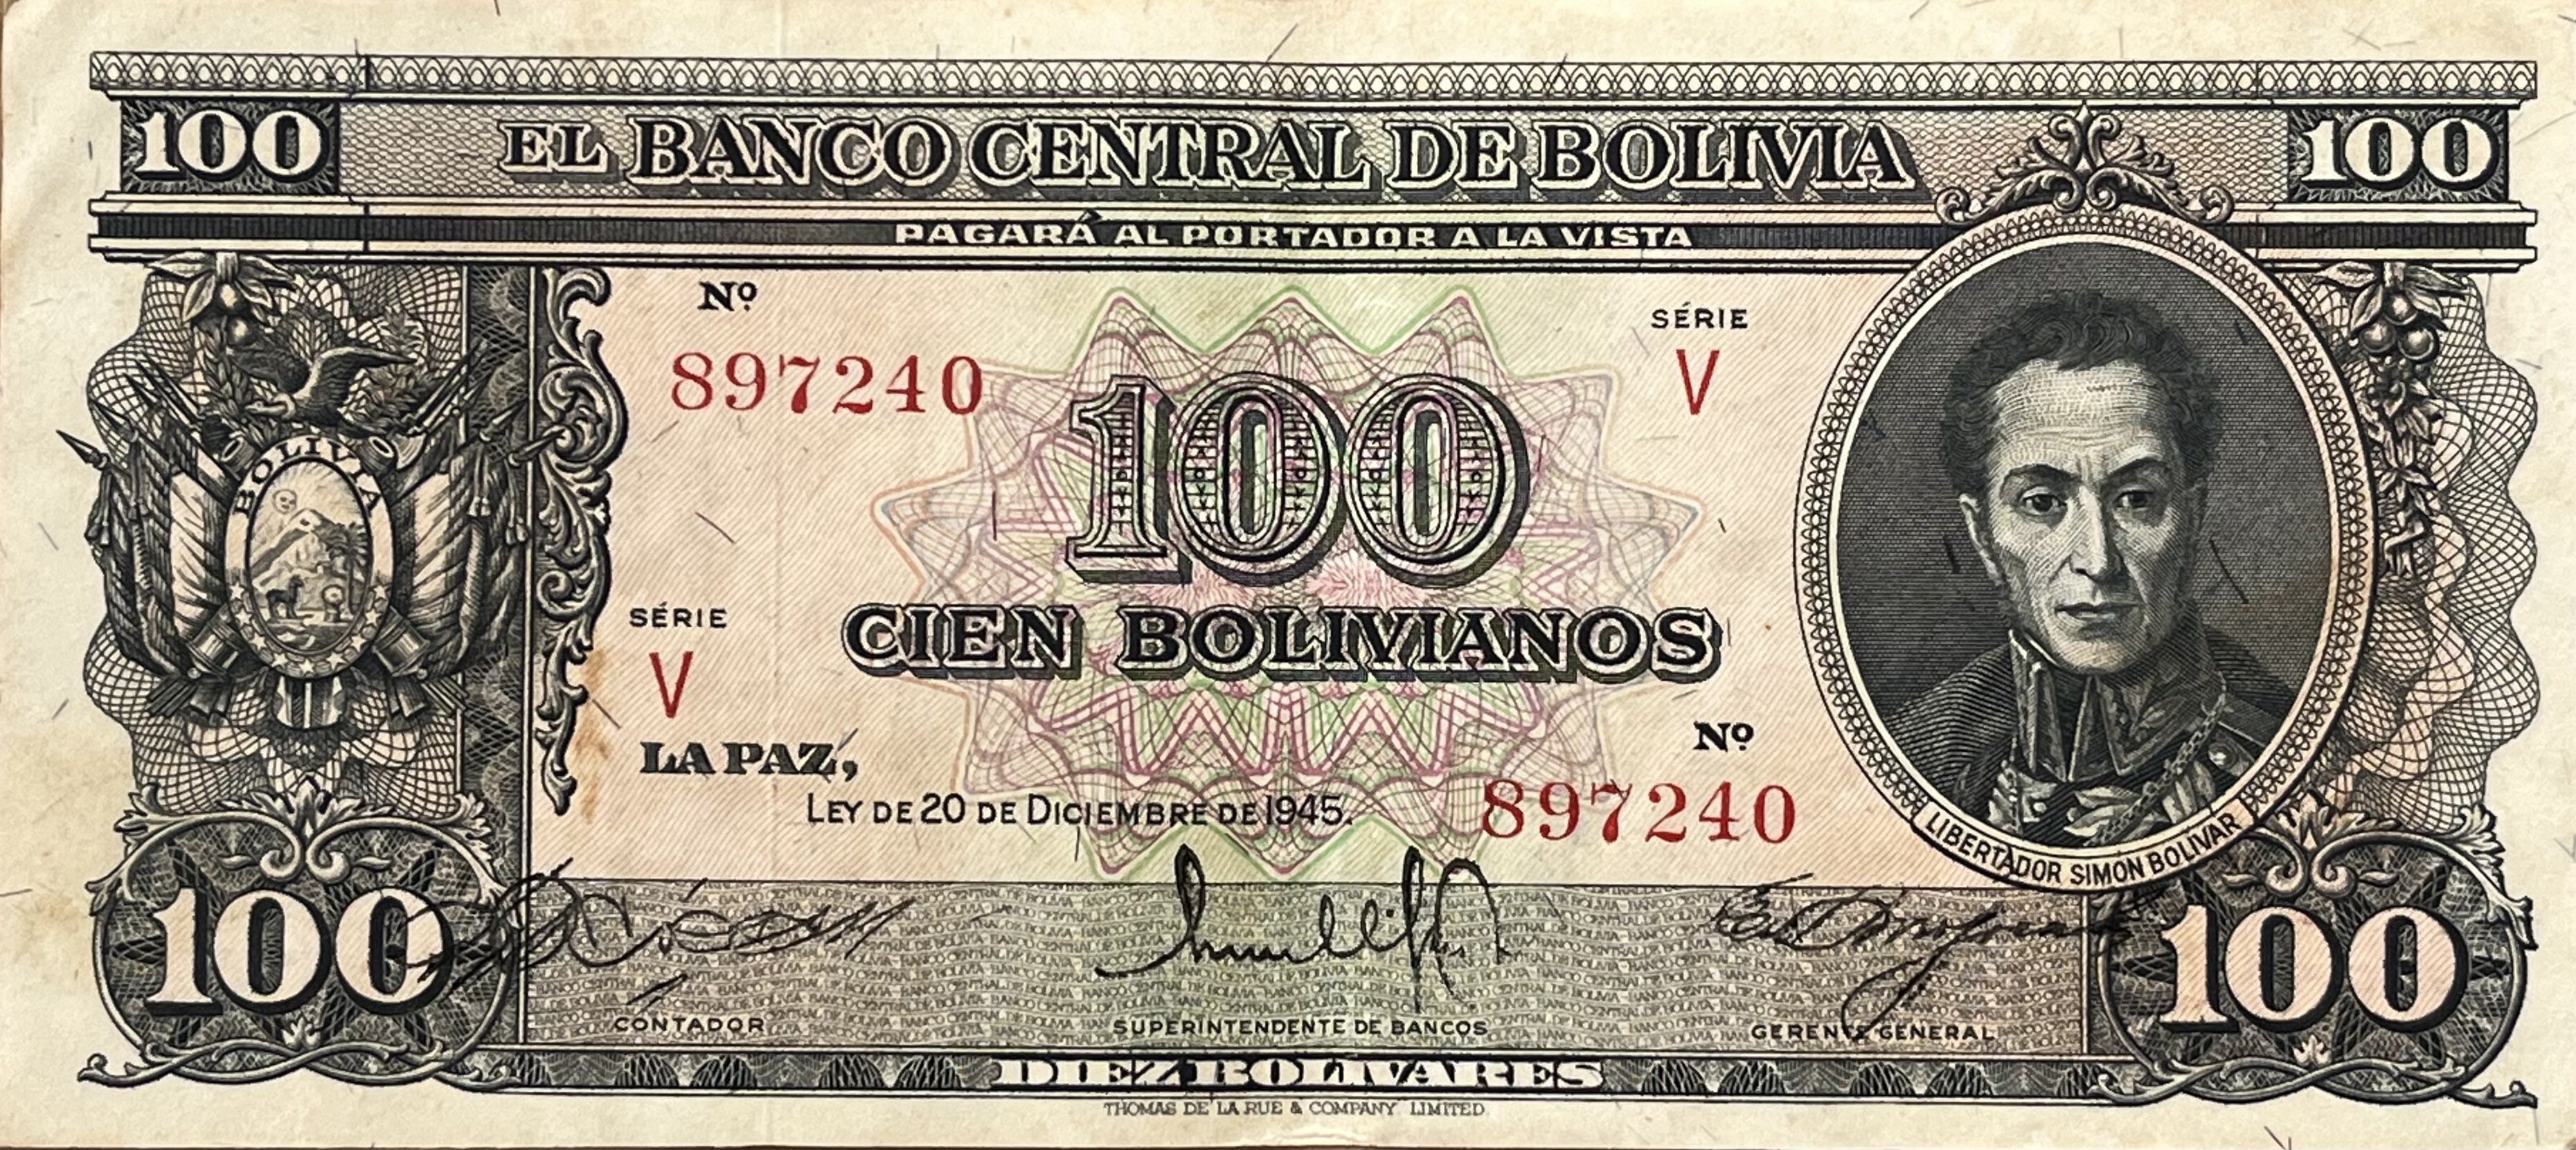 100 EL BANCO CENTRAL DE BOLIVIA 100
PAGARÁ AL PORTADOR A LA VISTA
Nº
897240
SÉRIE
V
BOLIVIA
100
CIEN BOLIVIANOS
SÉRIE
V
LA PAZ,
LEY DE 20 DE DICIEMBRE DE 1945.
Nº
897240
LIBERTADOR SIMON BOLIVAR
100
100
CONTADOR
SUPERINTENDENTE DE BANCOS
GERENTE GENERAL
DIEZ BOLIVARES
THOMAS DE LA RUE & COMPANY LIMITED